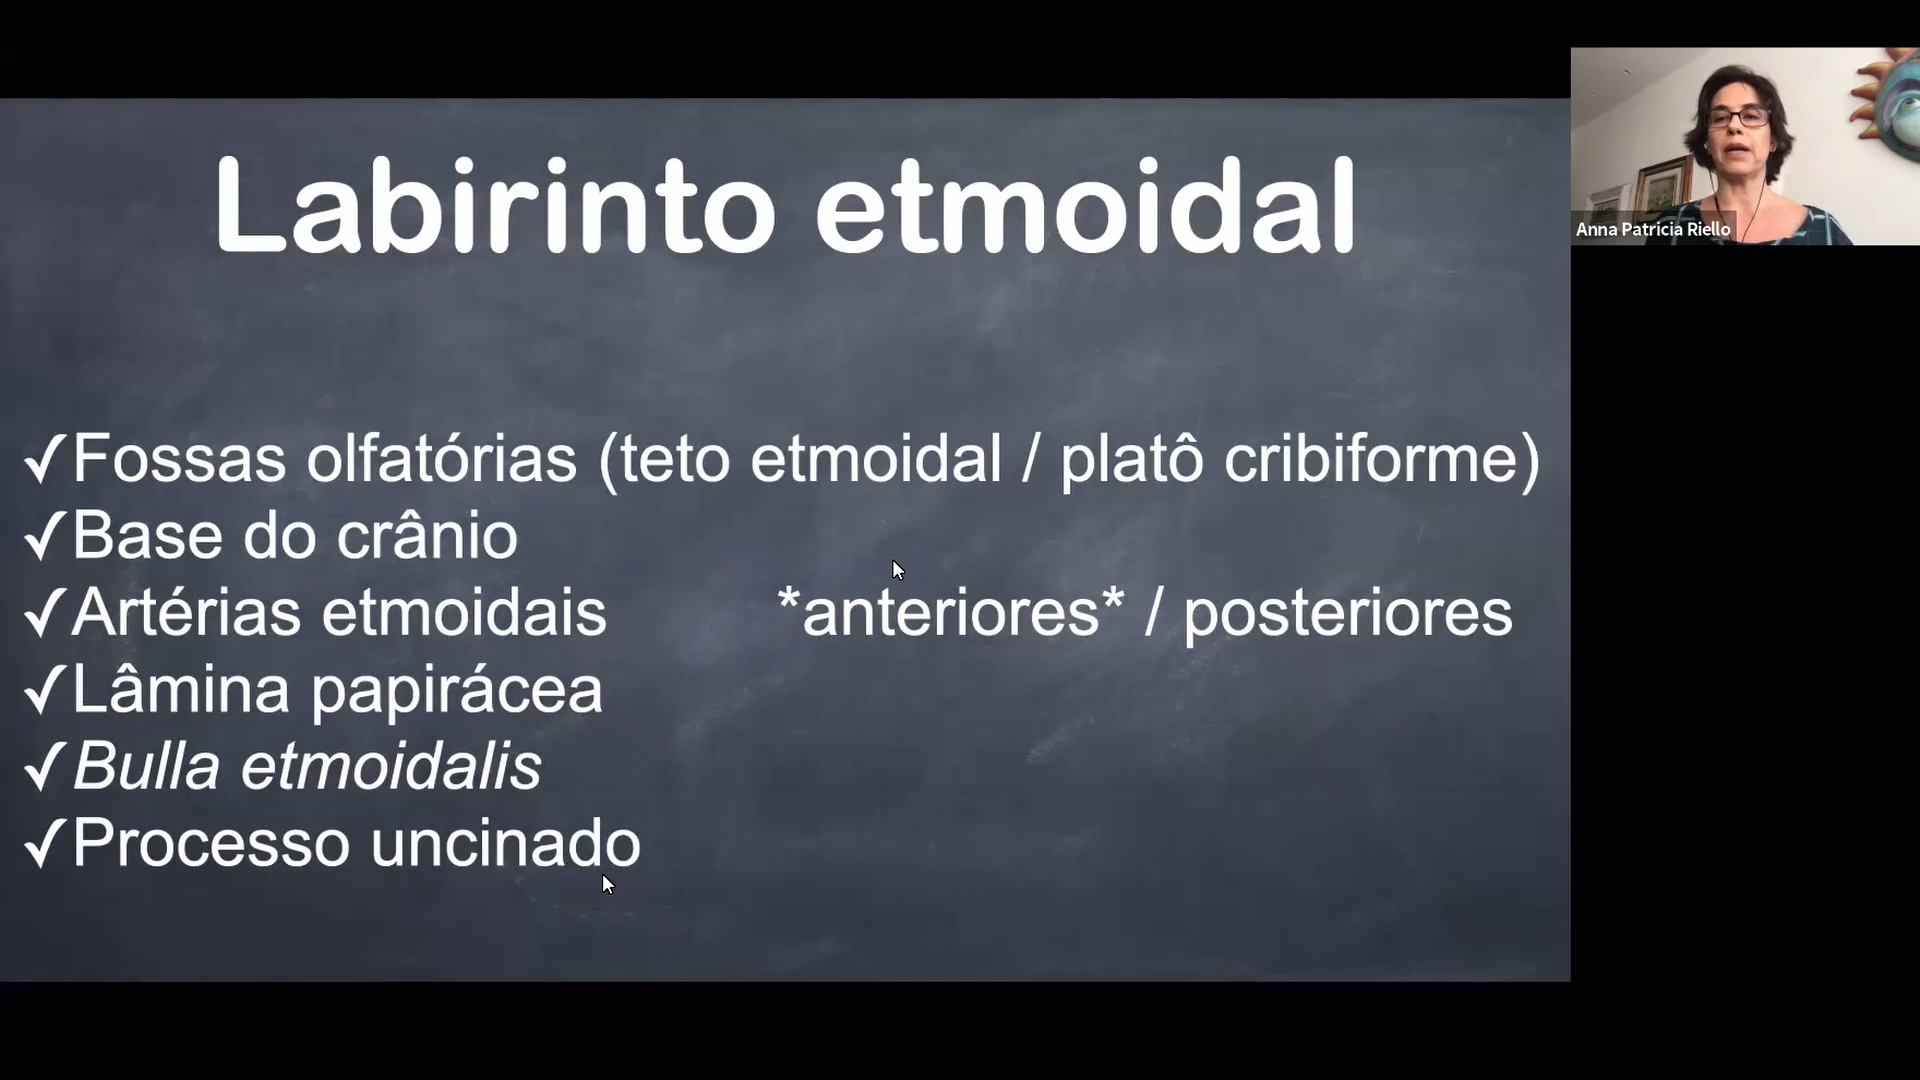 Labirinto etmoidal
Anna Patricia Riello
✓Fossas olfatórias (teto etmoidal / platô cribiforme)
✓Base do crânio
✓Artérias etmoidais *anteriores* / posteriores
✓Lâmina papirácea
✓Bulla etmoidalis
✓Processo uncinado